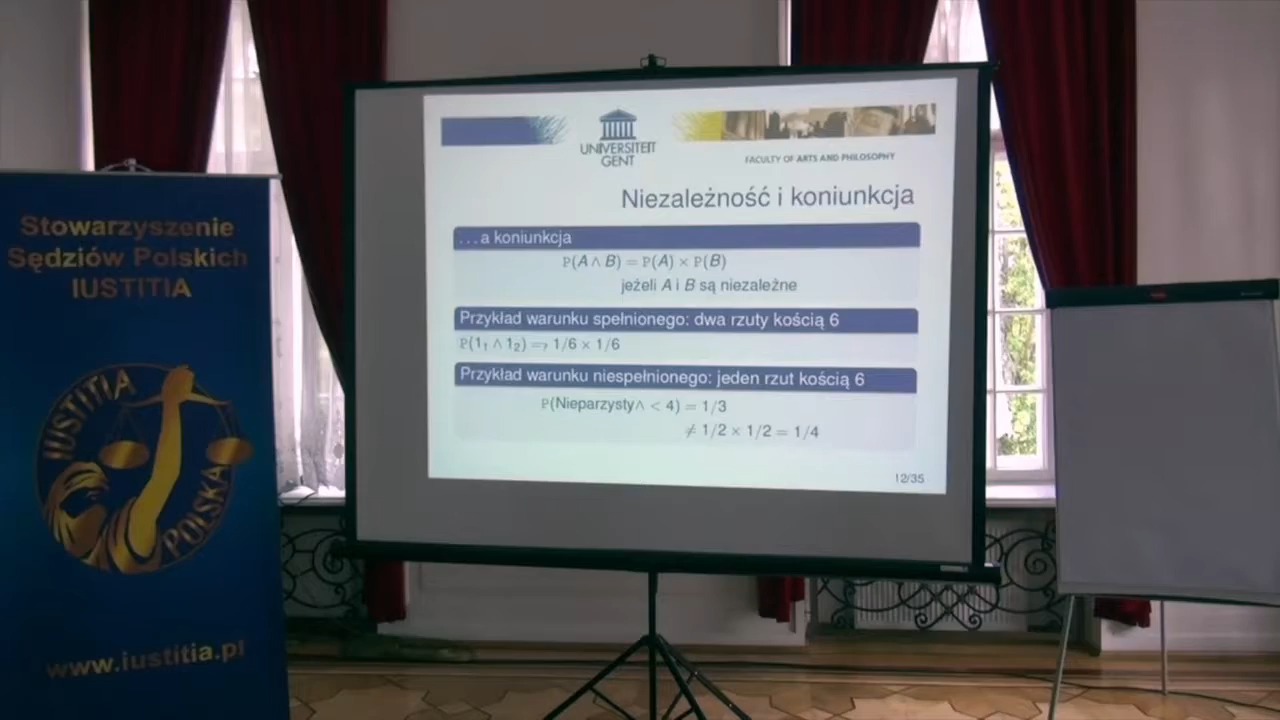 Stowarzyszenie
Sędziów Polskich
IUSTITIA
IUSTITIA
POLSKA
www.iustitia.pl
UNIVERSITEIT
GENT
FACULTY OF ARTS AND PHILOSOPHY
Niezależność i koniunkcja
...a koniunkcja
P(A ∧ B) = P(A) × P(B)
jeżeli A i B są niezależne
Przykład warunku spełnionego: dwa rzuty kością 6
P(1₁ ∧ 1₂) =? 1/6 × 1/6
Przykład warunku niespełnionego: jeden rzut kością 6
P(Nieparzysty∧ < 4) = 1/3
≠ 1/2 × 1/2 = 1/4
12/35